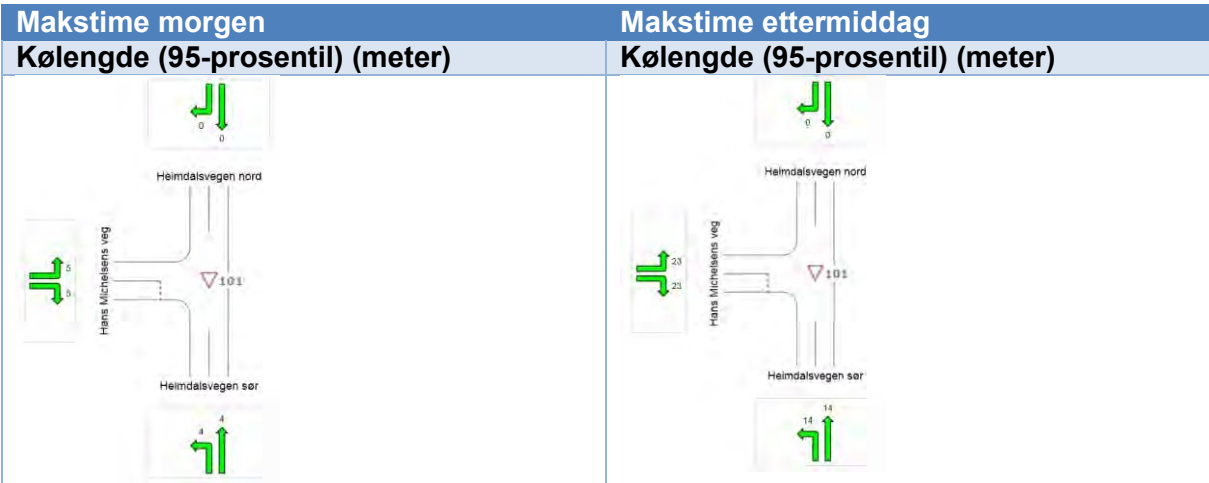 Makstime morgen
Kølengde (95-prosentil) (meter)
0
0
Heimdalsvegen nord
Hans Michelsens veg
5
5
101
Heimdalsvegen sør
4
4
Makstime ettermiddag
Kølengde (95-prosentil) (meter)
0
0
Heimdalsvegen nord
Hans Michelsens veg
23
23
101
Heimdalsvegen sør
14
14